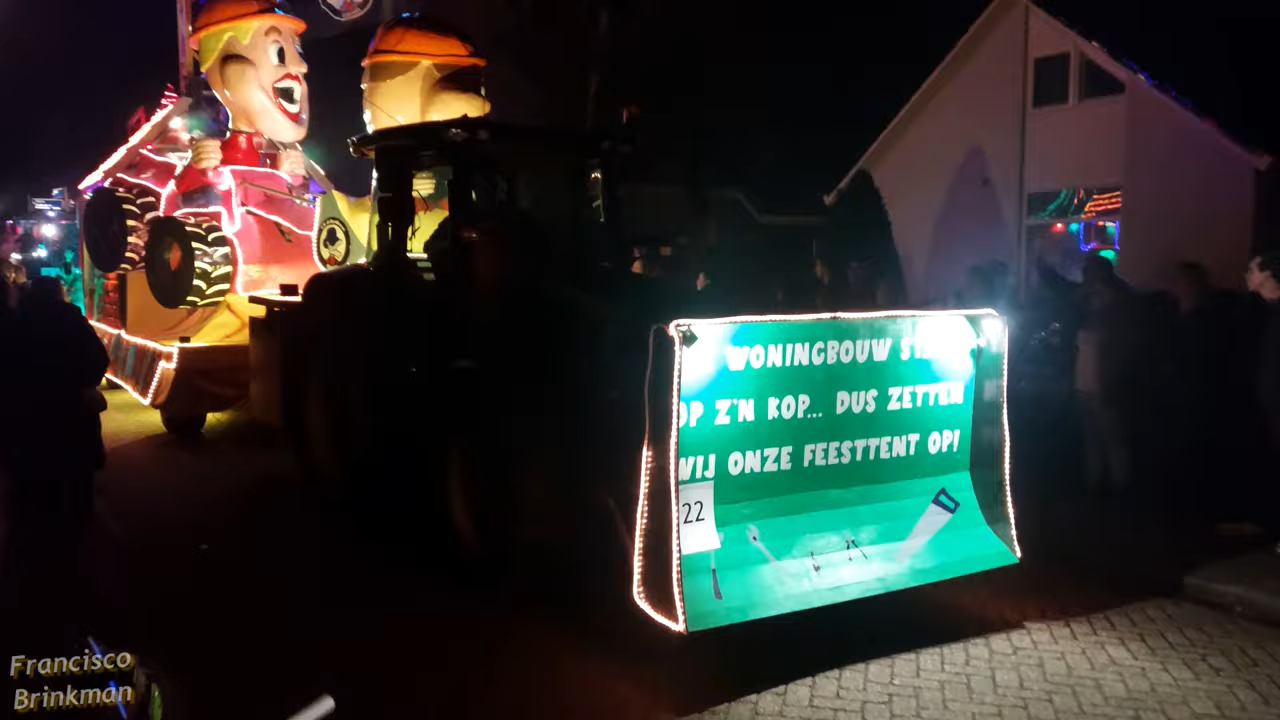 WONINGBOUW
OP Z'N KOP... DUS ZETTEN
WIJ ONZE FEESTTENT OP!
22
Francisco
Brinkman